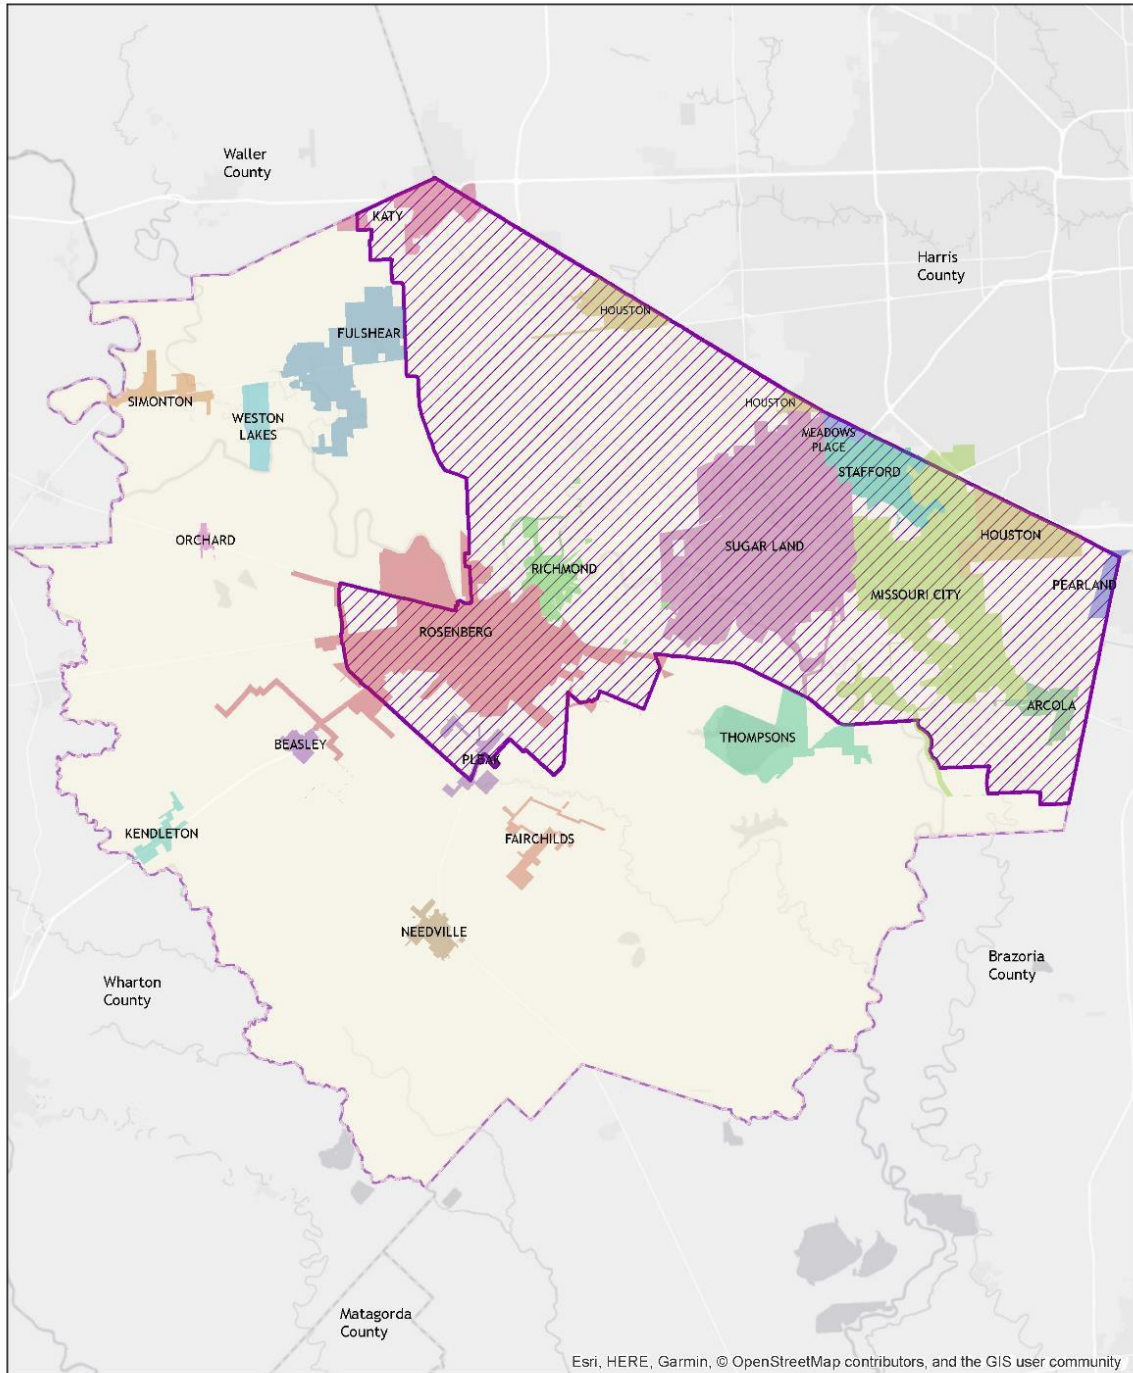 Waller
County
KATY
Harris
County
HOUSTON
FULSHEAR
SIMONTON
WESTON
LAKES
HOUSTON
MEADOWS
PLACE
STAFFORD
ORCHARD
RICHMOND
SUGAR LAND
HOUSTON
PEARLAND
MISSOURI CITY
ROSENBERG
ARCOLA
BEASLEY
THOMPSONS
PLEAK
KENDLETON
FAIRCHILDS
NEEDVILLE
Brazoria
County
Wharton
County
Matagorda
County
Esri, HERE, Garmin, © OpenStreetMap contributors, and the GIS user community